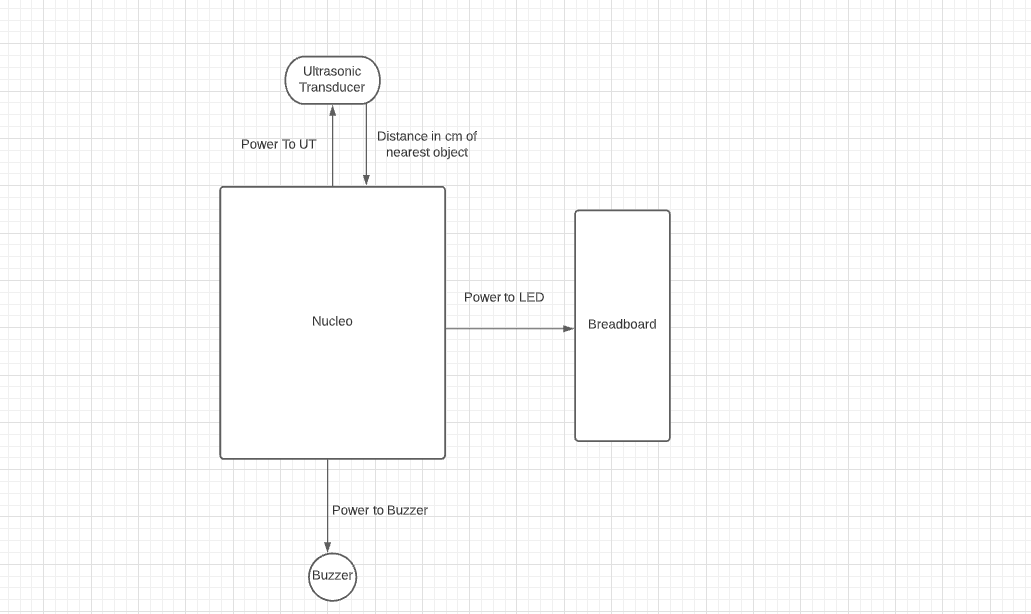 Ultrasonic
Transducer
Power To UT
Distance in cm of
nearest object
Nucleo
Power to LED
Breadboard
Power to Buzzer
Buzzer